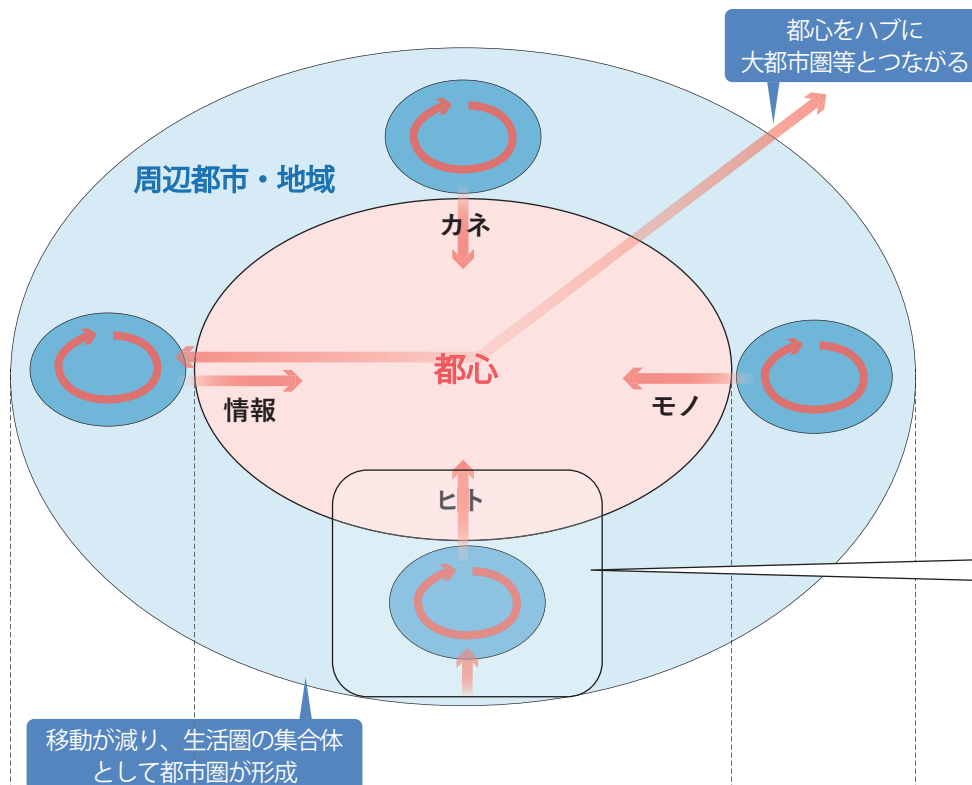 都心をハブに
大都市圏等とつながる
周辺都市・地域
カネ
都心
情報
モノ
ヒト
移動が減り、生活圏の集合体
として都市圏が形成